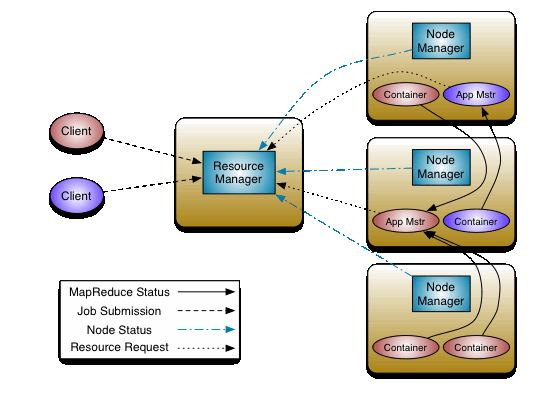 Client
Client
Resource
Manager
Node
Manager
Container
App Mstr
Node
Manager
App Mstr
Container
Node
Manager
Container
Container
MapReduce Status
Job Submission
Node Status
Resource Request